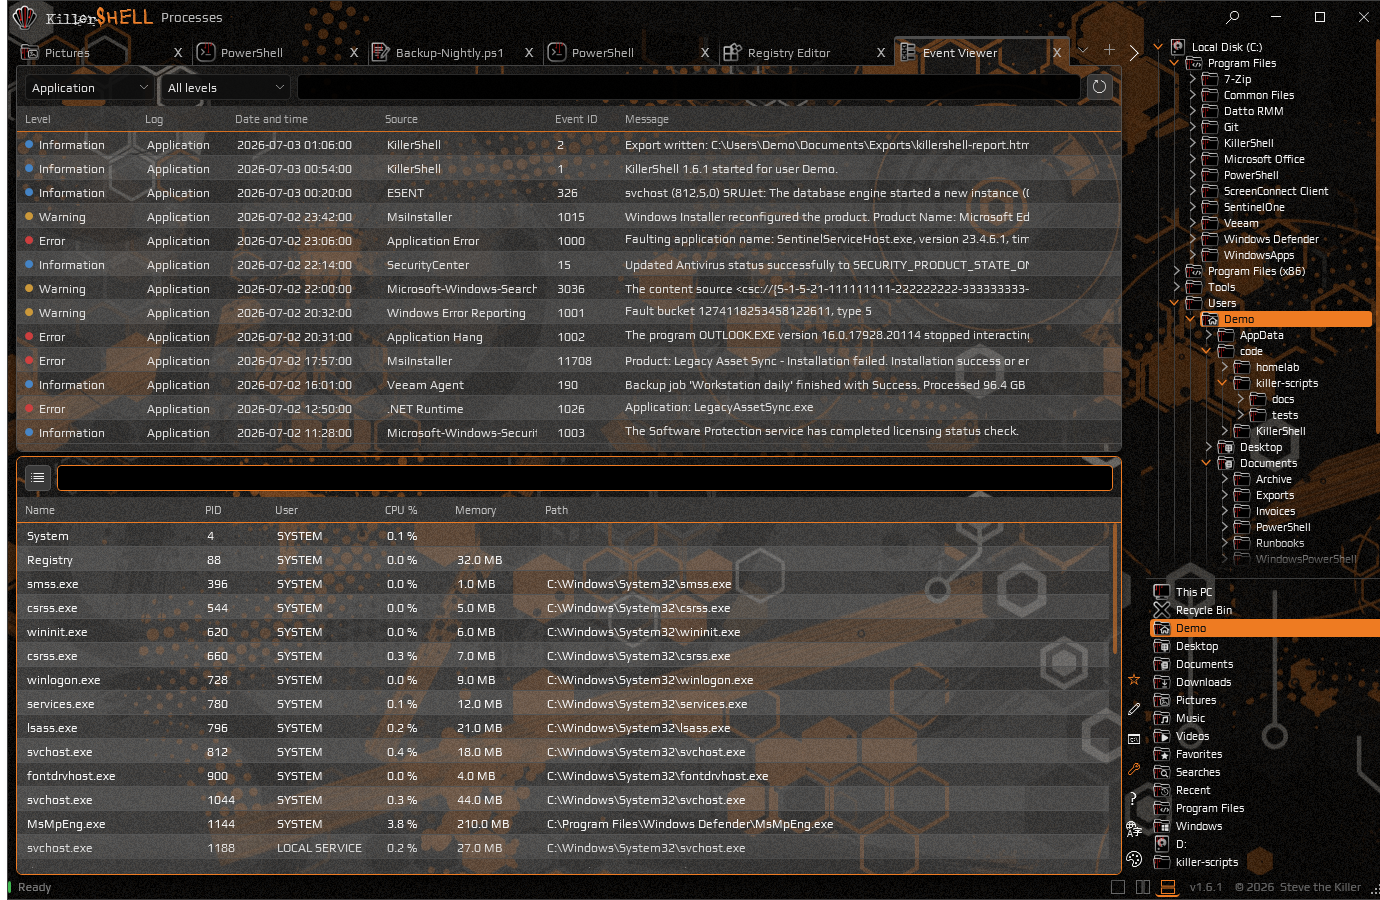 KillerSHELL Processes
Pictures X PowerShell X Backup-Nightly.ps1 X PowerShell X Registry Editor X Event Viewer X
Application All levels
Level Log Date and time Source Event ID Message
Information Application 2026-07-03 01:06:00 KillerShell 2 Export written: C:\Users\Demo\Documents\Exports\killershell-report.htm
Information Application 2026-07-03 00:54:00 KillerShell 1 KillerShell 1.6.1 started for user Demo.
Information Application 2026-07-03 00:20:00 ESENT 326 svchost (812,5,0) SRUJet: The database engine started a new instance ((
Warning Application 2026-07-02 23:42:00 MsiInstaller 1015 Windows Installer reconfigured the product. Product Name: Microsoft Ed
Error Application 2026-07-02 23:06:00 Application Error 1000 Faulting application name: SentinelServiceHost.exe, version 23.4.6.1, tim
Information Application 2026-07-02 22:14:00 SecurityCenter 15 Updated Antivirus status successfully to SECURITY_PRODUCT_STATE_ON
Warning Application 2026-07-02 22:00:00 Microsoft-Windows-Search 3036 The content source <csc://{S-1-5-21-111111111-222222222-333333333-
Warning Application 2026-07-02 20:32:00 Windows Error Reporting 1001 Fault bucket 1274118253458122611, type 5
Error Application 2026-07-02 20:31:00 Application Hang 1002 The program OUTLOOK.EXE version 16.0.17928.20114 stopped interacting
Error Application 2026-07-02 17:57:00 MsiInstaller 11708 Product: Legacy Asset Sync - Installation failed. Installation success or er
Information Application 2026-07-02 16:01:00 Veeam Agent 190 Backup job 'Workstation daily' finished with Success. Processed 96.4 GB
Error Application 2026-07-02 12:50:00 .NET Runtime 1026 Application: LegacyAssetSync.exe
Information Application 2026-07-02 11:28:00 Microsoft-Windows-Securit 1003 The Software Protection service has completed licensing status check.
Name PID User CPU % Memory Path
System 4 SYSTEM 0.1 %
Registry 88 SYSTEM 0.0 % 32.0 MB
smss.exe 396 SYSTEM 0.0 % 1.0 MB C:\Windows\System32\smss.exe
csrss.exe 544 SYSTEM 0.0 % 5.0 MB C:\Windows\System32\csrss.exe
wininit.exe 620 SYSTEM 0.0 % 6.0 MB C:\Windows\System32\wininit.exe
csrss.exe 660 SYSTEM 0.3 % 7.0 MB C:\Windows\System32\csrss.exe
winlogon.exe 728 SYSTEM 0.0 % 9.0 MB C:\Windows\System32\winlogon.exe
services.exe 780 SYSTEM 0.1 % 12.0 MB C:\Windows\System32\services.exe
lsass.exe 796 SYSTEM 0.2 % 21.0 MB C:\Windows\System32\lsass.exe
svchost.exe 812 SYSTEM 0.4 % 18.0 MB C:\Windows\System32\svchost.exe
fontdrvhost.exe 900 SYSTEM 0.0 % 4.0 MB C:\Windows\System32\fontdrvhost.exe
svchost.exe 1044 SYSTEM 0.3 % 44.0 MB C:\Windows\System32\svchost.exe
MsMpEng.exe 1144 SYSTEM 3.8 % 210.0 MB C:\Program Files\Windows Defender\MsMpEng.exe
svchost.exe 1188 LOCAL SERVICE 0.2 % 27.0 MB C:\Windows\System32\svchost.exe
Local Disk (C:)
Program Files
7-Zip
Common Files
Datto RMM
Git
KillerShell
Microsoft Office
PowerShell
ScreenConnect Client
SentinelOne
Veeam
Windows Defender
WindowsApps
Program Files (x86)
Tools
Users
Demo
AppData
code
homelab
killer-scripts
docs
tests
KillerShell
Desktop
Documents
Archive
Exports
Invoices
PowerShell
Runbooks
WindowsPowerShell
This PC
Recycle Bin
Demo
Desktop
Documents
Downloads
Pictures
Music
Videos
Favorites
Searches
Recent
Program Files
Windows
D:
killer-scripts
Ready v1.6.1 © 2026 Steve the Killer